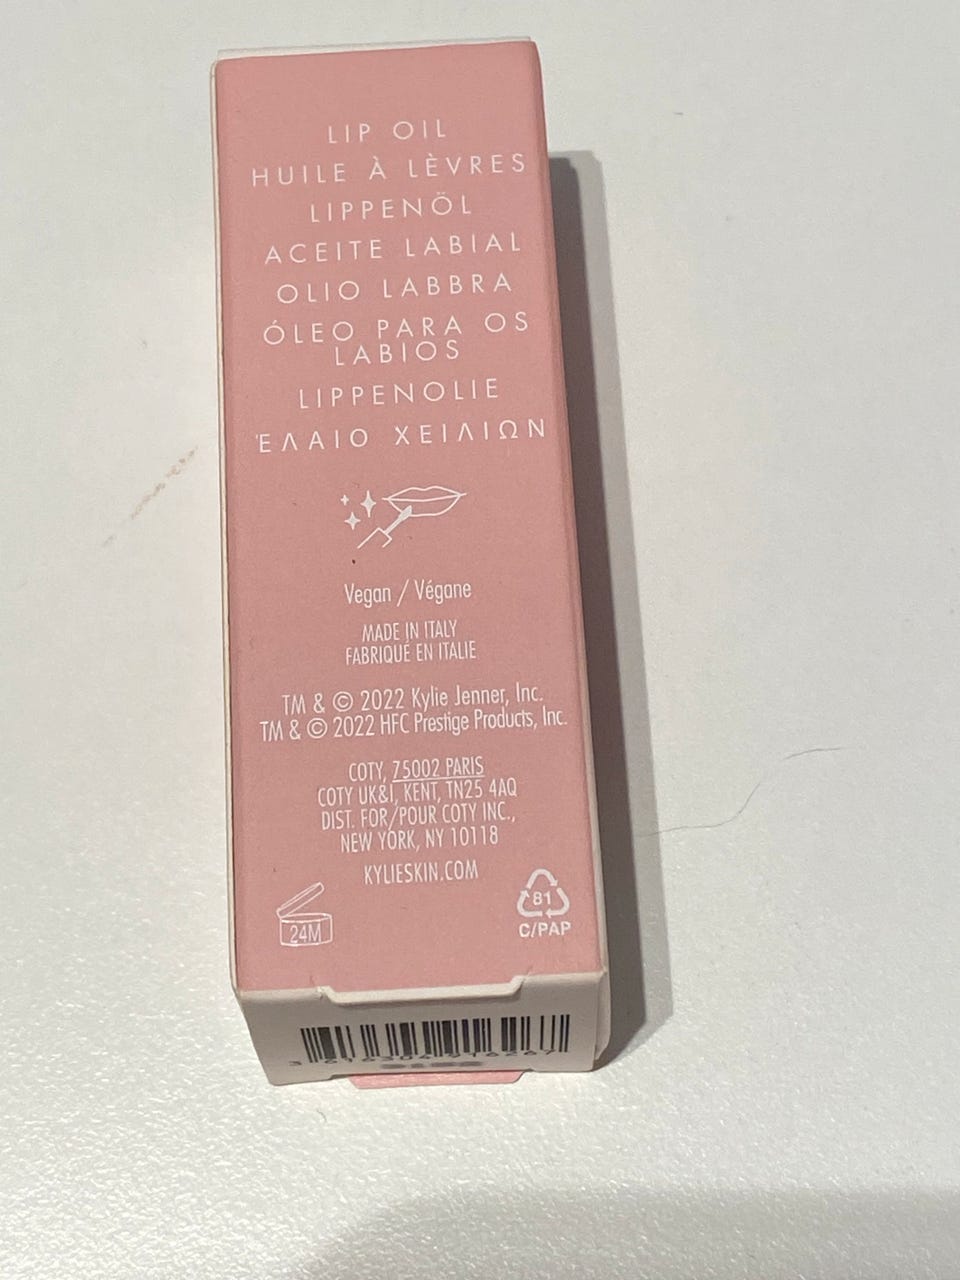 LIP OIL
HUILE À LÈVRES
LIPPENÖL
ACEITE LABIAL
OLIO LABBRA
ÓLEO PARA OS
LABIOS
LIPPENOLIE
ΈΛΑΙΟ ΧΕΙΛΙΩΝ
Vegan / Végane
MADE IN ITALY
FABRIQUÉ EN ITALIE
TM & © 2022 Kylie Jenner, Inc.
TM & © 2022 HFC Prestige Products, Inc.
COTY, 75002 PARIS
COTY UK&I, KENT, TN25 4AQ
DIST. FOR/POUR COTY INC.,
NEW YORK, NY 10118
KYLIESKIN.COM
24M
81
C/PAP
3 616304 916267